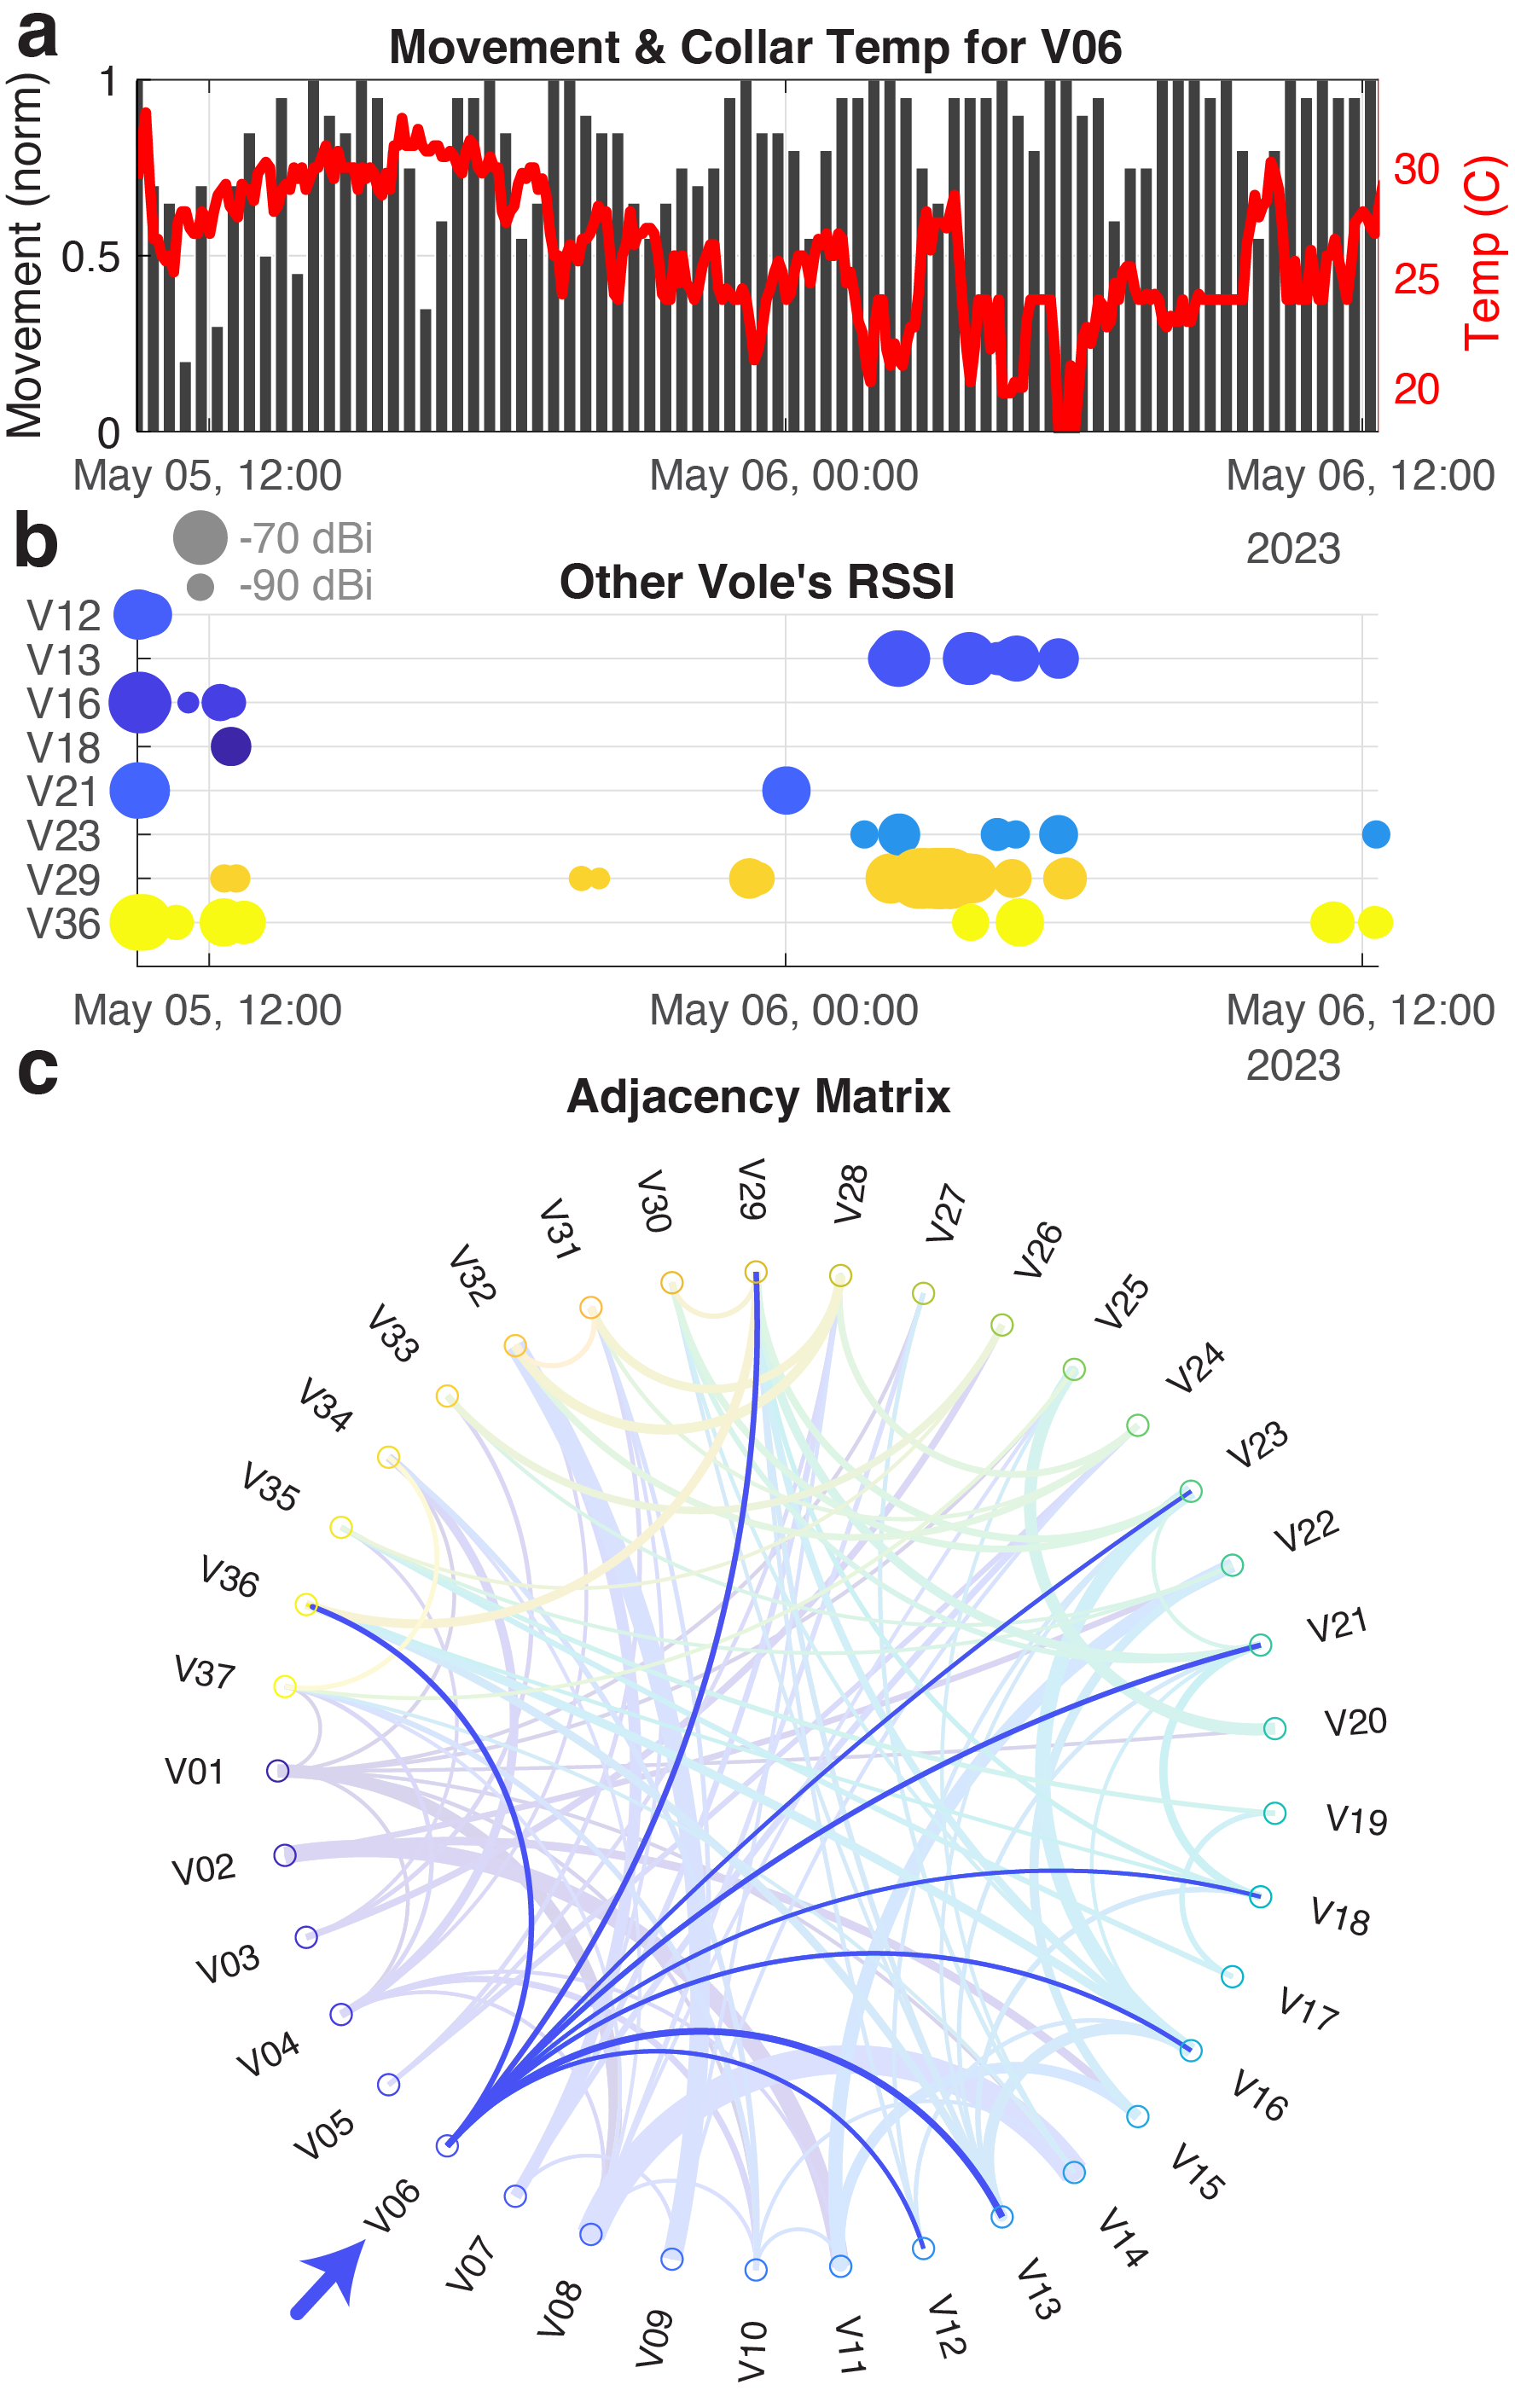 a
Movement & Collar Temp for V06
Movement (norm)
1
0.5
0
30
25
20
Temp (C)
May 05, 12:00
May 06, 00:00
May 06, 12:00
2023
b
-70 dBi
-90 dBi
Other Vole's RSSI
V12
V13
V16
V18
V21
V23
V29
V36
May 05, 12:00
May 06, 00:00
May 06, 12:00
2023
c
Adjacency Matrix
V01
V02
V03
V04
V05
V06
V07
V08
V09
V10
V11
V12
V13
V14
V15
V16
V17
V18
V19
V20
V21
V22
V23
V24
V25
V26
V27
V28
V29
V30
V31
V32
V33
V34
V35
V36
V37